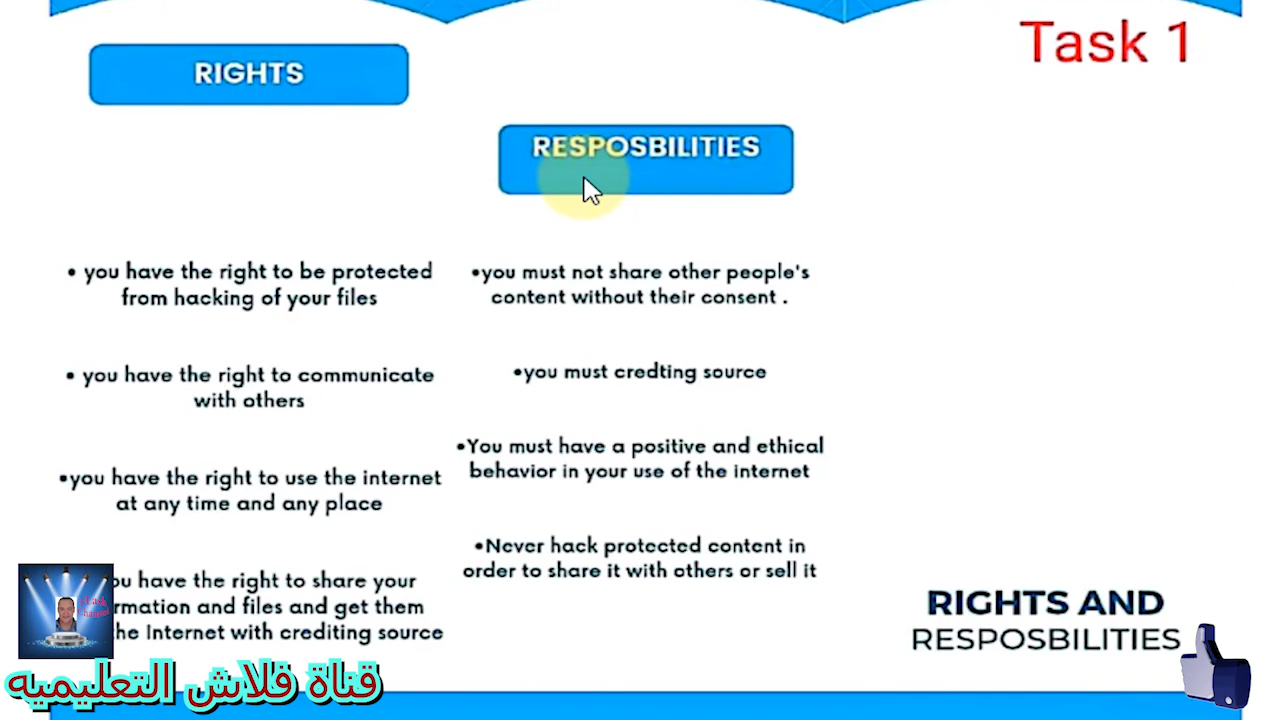 Task 1
RIGHTS
• you have the right to be protected
from hacking of your files
• you have the right to communicate
with others
•you have the right to use the internet
at any time and any place
you have the right to share your
and files and get them
the Internet with crediting source
RESPOSBILITIES
•you must not share other people's
content without their consent .
•you must credting source
•You must have a positive and ethical
behavior in your use of the internet
•Never hack protected content in
order to share it with others or sell it
RIGHTS AND
RESPOSBILITIES
قناة فلاش التعليميه